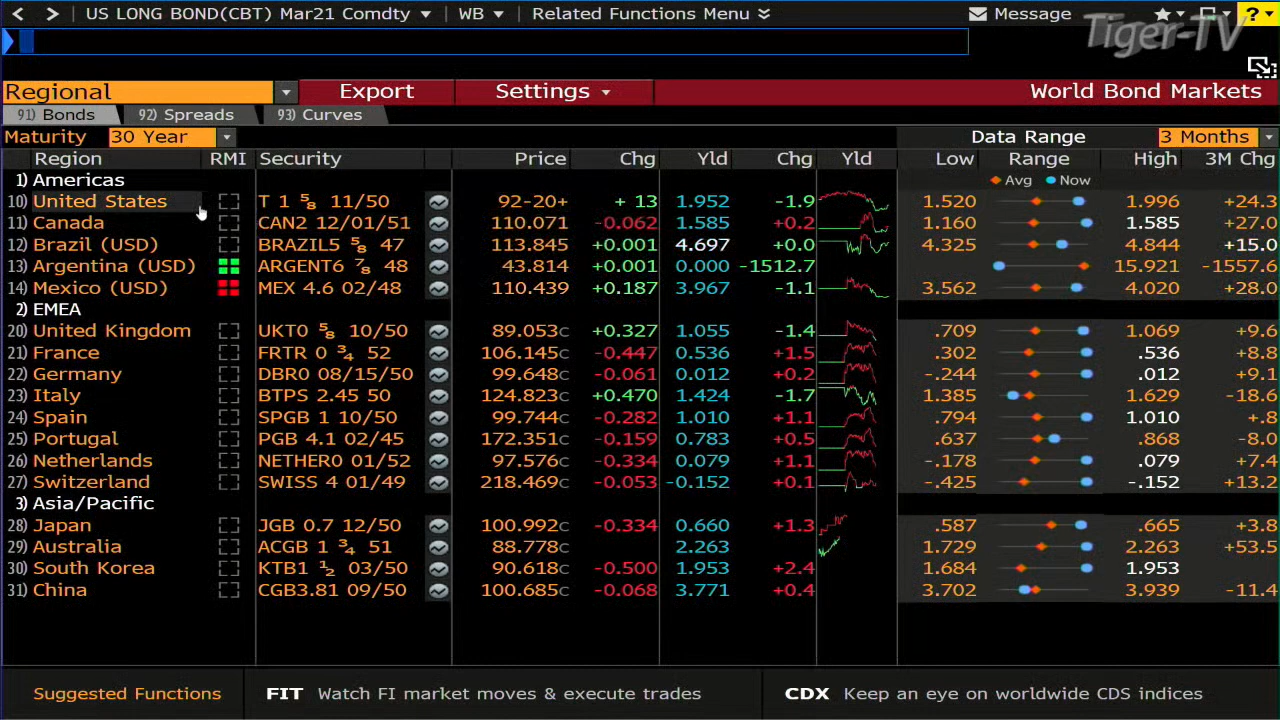 < > US LONG BOND(CBT) Mar21 Comdty ▾ WB ▾ Related Functions Menu Message ★ ▾ ? ▾
Tiger-TV
Regional Export Settings ▾ World Bond Markets
91) Bonds 92) Spreads 93) Curves
Maturity 30 Year Data Range 3 Months
Region RMI Security Price Chg Yld Chg Yld Low Range High 3M Chg
1) Americas Avg Now
10) United States T 1 ⅝ 11/50 92-20+ + 13 1.952 -1.9 1.520 1.996 +24.3
11) Canada CAN2 12/01/51 110.071 -0.062 1.585 +0.2 1.160 1.585 +27.0
12) Brazil (USD) BRAZIL5 ⅝ 47 113.845 +0.001 4.697 +0.0 4.325 4.844 +15.0
13) Argentina (USD) ARGENT6 ⅞ 48 43.814 +0.001 0.000 -1512.7 15.921 -1557.6
14) Mexico (USD) MEX 4.6 02/48 110.439 +0.187 3.967 -1.1 3.562 4.020 +28.0
2) EMEA
20) United Kingdom UKT0 ⅝ 10/50 89.053c +0.327 1.055 -1.4 .709 1.069 +9.6
21) France FRTR 0 ¾ 52 106.145c -0.447 0.536 +1.5 .302 .536 +8.8
22) Germany DBR0 08/15/50 99.648c -0.061 0.012 +0.2 -.244 .012 +9.1
23) Italy BTPS 2.45 50 124.823c +0.470 1.424 -1.7 1.385 1.629 -18.6
24) Spain SPGB 1 10/50 99.744c -0.282 1.010 +1.1 .794 1.010 +.8
25) Portugal PGB 4.1 02/45 172.351c -0.159 0.783 +0.5 .637 .868 -8.0
26) Netherlands NETHER0 01/52 97.576c -0.334 0.079 +1.1 -.178 .079 +7.4
27) Switzerland SWISS 4 01/49 218.469c -0.053 -0.152 +0.1 -.425 -.152 +13.2
3) Asia/Pacific
28) Japan JGB 0.7 12/50 100.992c -0.334 0.660 +1.3 .587 .665 +3.8
29) Australia ACGB 1 ¾ 51 88.778c 2.263 1.729 2.263 +53.5
30) South Korea KTB1 ½ 03/50 90.618c -0.500 1.953 +2.4 1.684 1.953
31) China CGB3.81 09/50 100.685c -0.068 3.771 +0.4 3.702 3.939 -11.4
Suggested Functions FIT Watch FI market moves & execute trades CDX Keep an eye on worldwide CDS indices